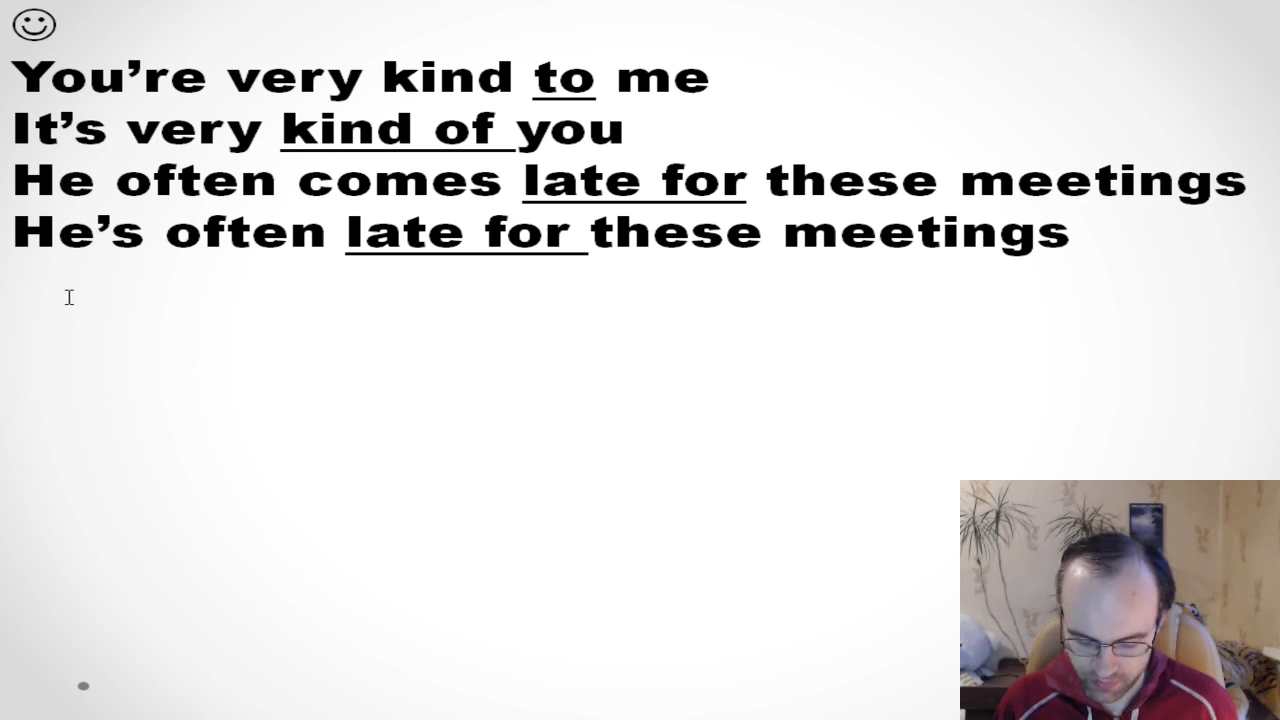 You’re very kind to me
It’s very kind of you
He often comes late for these meetings
He’s often late for these meetings